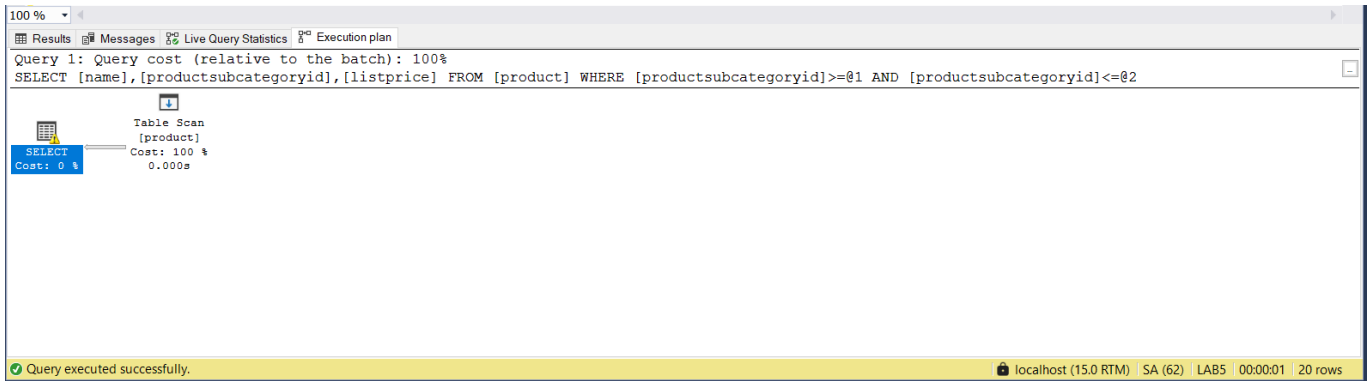 100 %
Results Messages Live Query Statistics Execution plan
Query 1: Query cost (relative to the batch): 100%
SELECT [name],[productsubcategoryid],[listprice] FROM [product] WHERE [productsubcategoryid]>=@1 AND [productsubcategoryid]<=@2
Table Scan
[product]
Cost: 100 %
0.000s
SELECT
Cost: 0 %
Query executed successfully. localhost (15.0 RTM) SA (62) LAB5 00:00:01 20 rows